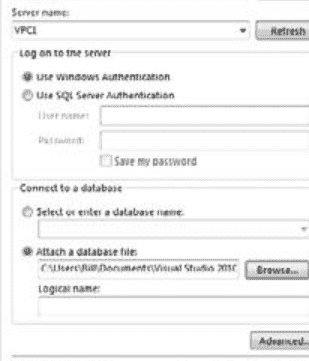 Server name:
VPC1
Refresh
Log on to the server
Use Windows Authentication
Use SQL Server Authentication
User name:
Password:
Save my password
Connect to a database
Select or enter a database name:
Attach a database file:
C:\Users\Bill\Documents\Visual Studio 201
Browse...
Logical name:
Advanced...